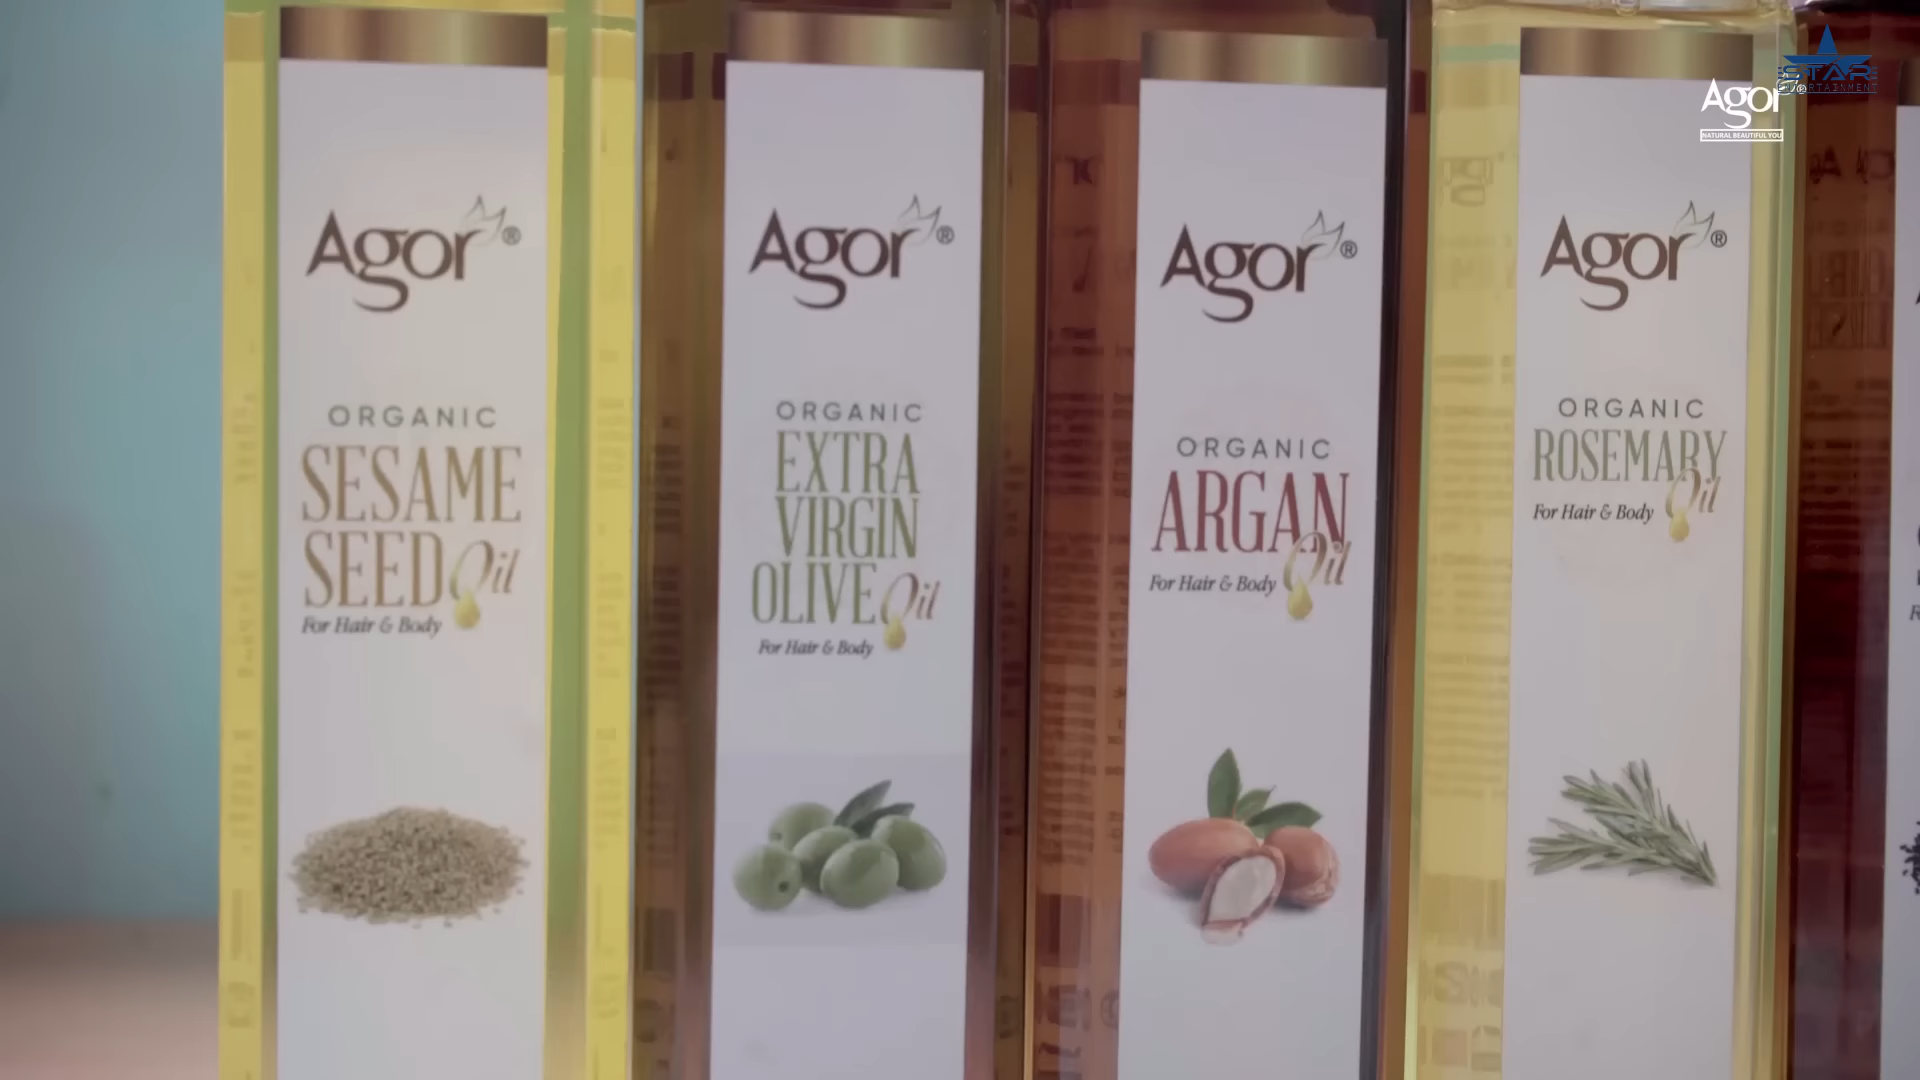 Agor®
ORGANIC
SESAME
SEED Oil
For Hair & Body
Agor®
ORGANIC
EXTRA
VIRGIN
OLIVE Oil
For Hair & Body
Agor®
ORGANIC
ARGAN
Oil
For Hair & Body
Agor®
ORGANIC
ROSEMARY
Oil
For Hair & Body
STAR
ENTERTAINMENT
Agor®
NATURAL BEAUTIFUL YOU